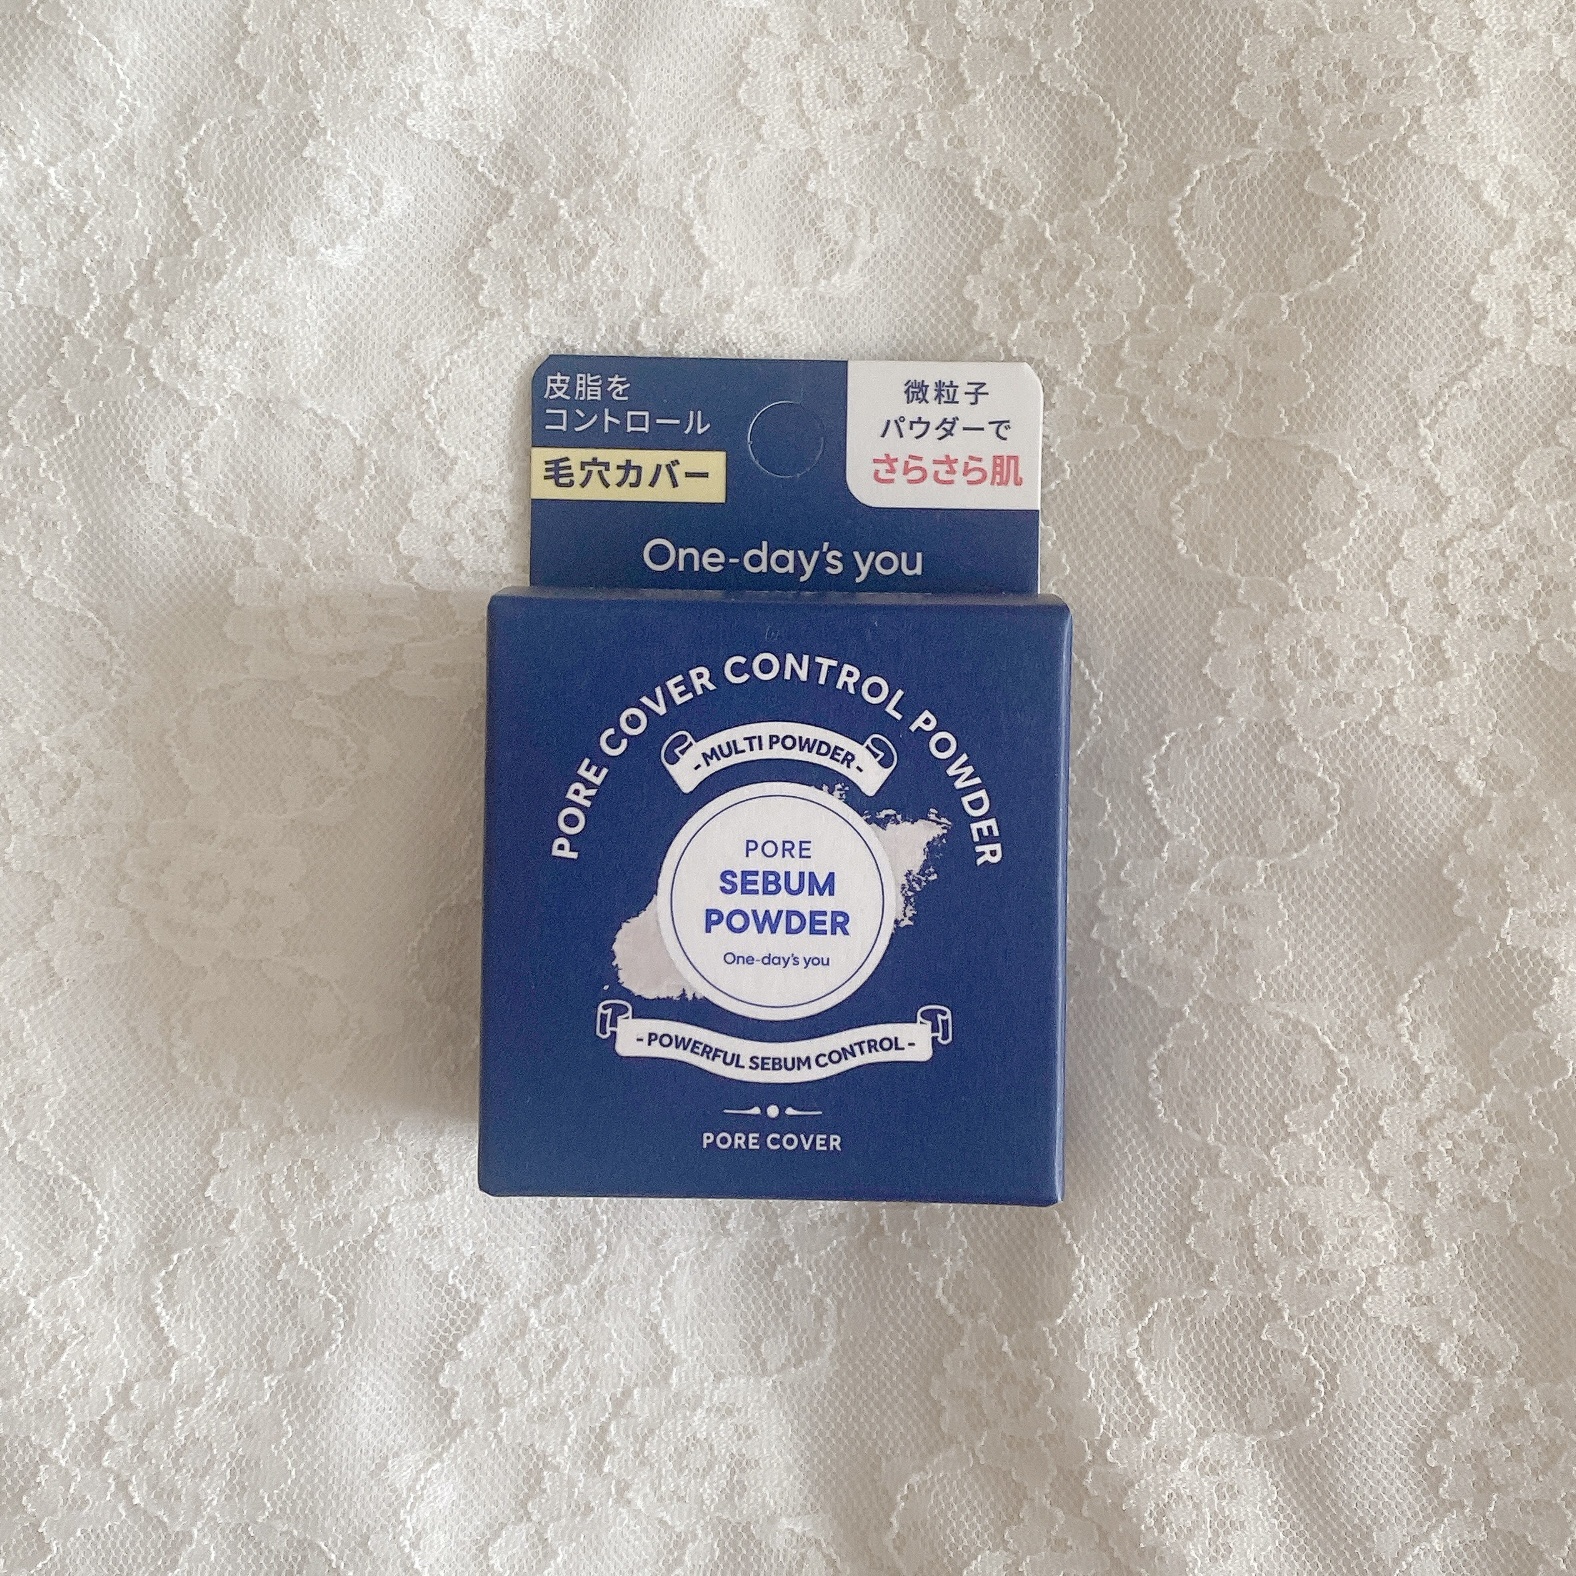 皮脂を
コントロール
毛穴カバー
微粒子
パウダーで
さらさら肌
One-day's you
PORE COVER CONTROL POWDER
- MULTI POWDER -
PORE
SEBUM
POWDER
One-day's you
- POWERFUL SEBUM CONTROL -
PORE COVER